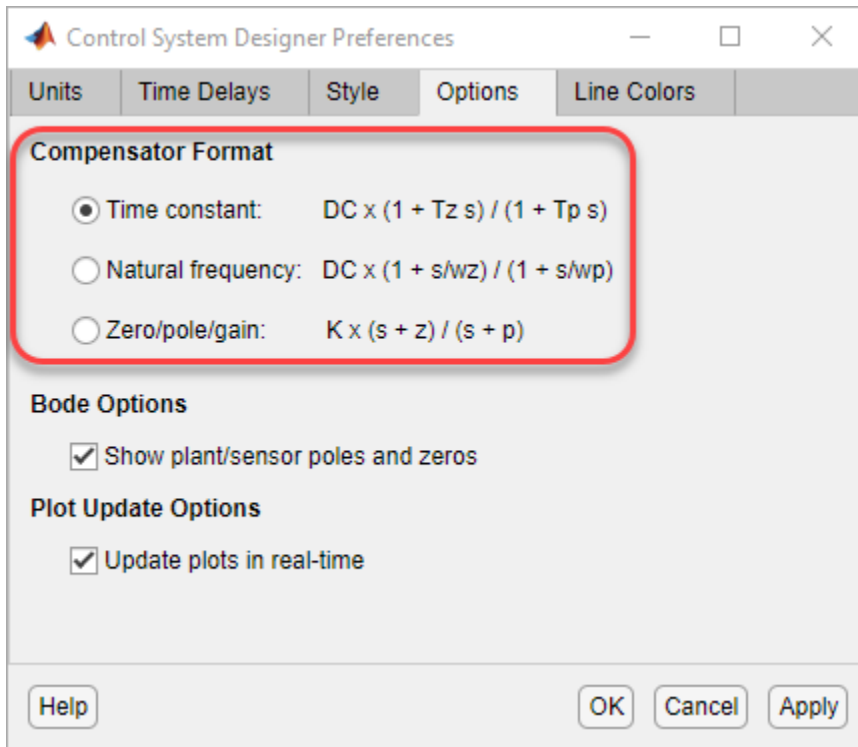 Control System Designer Preferences
Units Time Delays Style Options Line Colors
Compensator Format
Time constant: DC x (1 + Tz s) / (1 + Tp s)
Natural frequency: DC x (1 + s/wz) / (1 + s/wp)
Zero/pole/gain: K x (s + z) / (s + p)
Bode Options
Show plant/sensor poles and zeros
Plot Update Options
Update plots in real-time
Help OK Cancel Apply